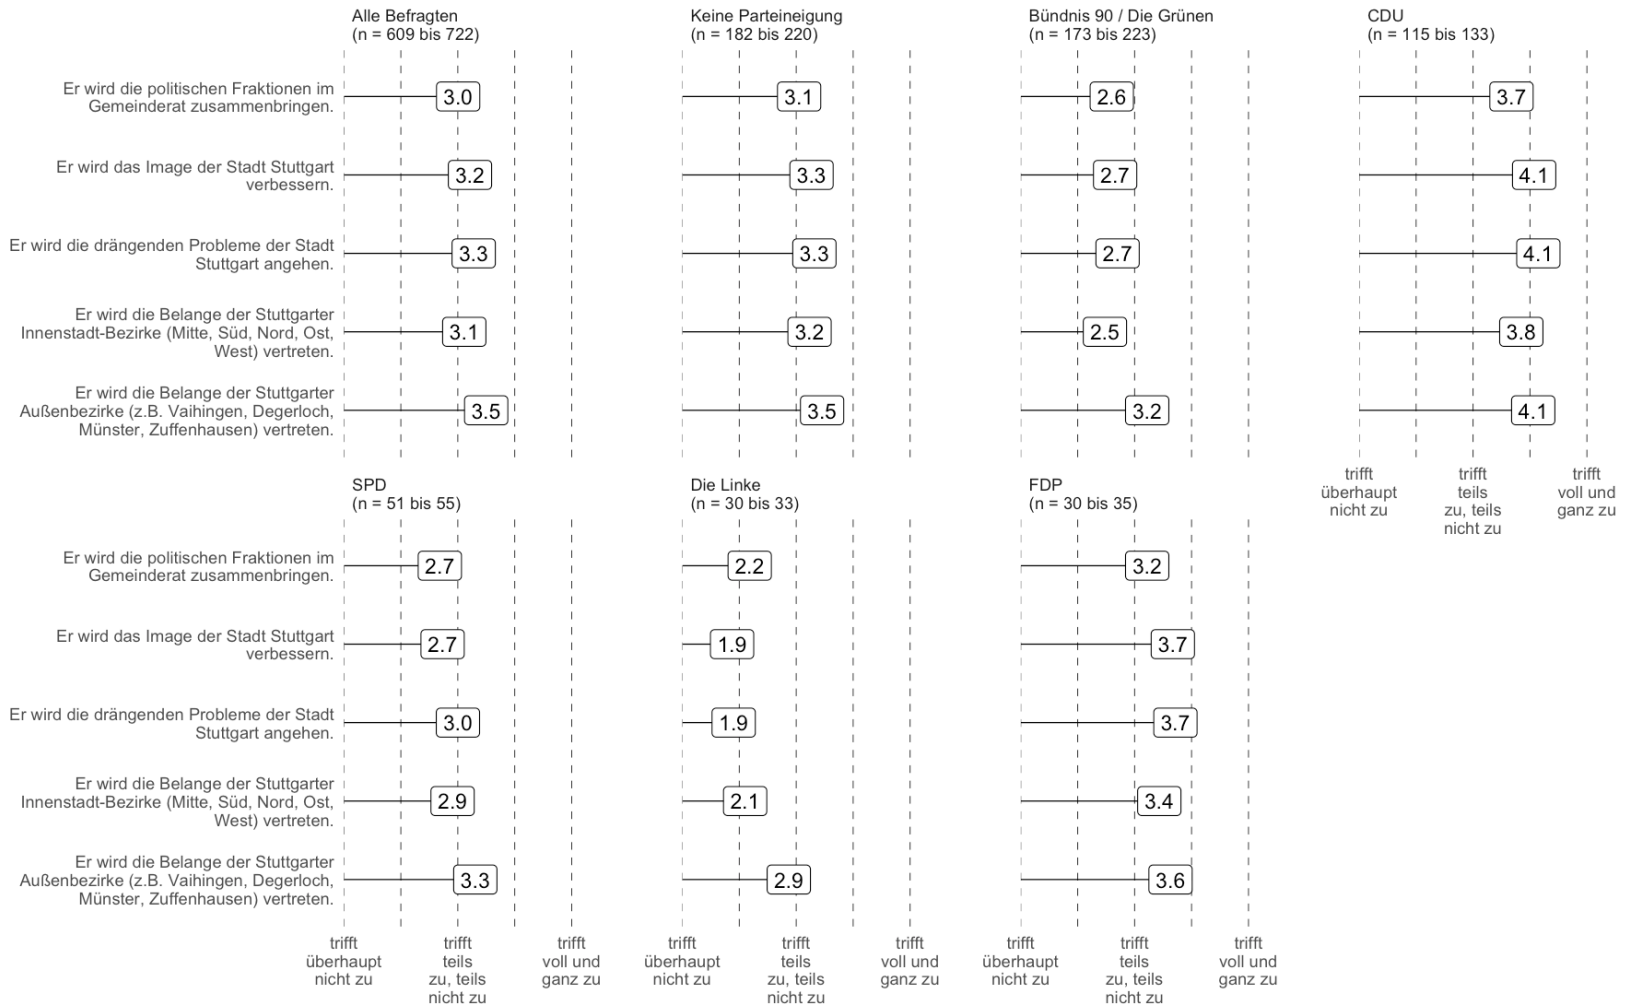 Alle Befragten
(n = 609 bis 722)
Keine Parteineigung
(n = 182 bis 220)
Bündnis 90 / Die Grünen
(n = 173 bis 223)
CDU
(n = 115 bis 133)
Er wird die politischen Fraktionen im
Gemeinderat zusammenbringen.
3.0
3.1
2.6
3.7
Er wird das Image der Stadt Stuttgart
verbessern.
3.2
3.3
2.7
4.1
Er wird die drängenden Probleme der Stadt
Stuttgart angehen.
3.3
3.3
2.7
4.1
Er wird die Belange der Stuttgarter
Innenstadt-Bezirke (Mitte, Süd, Nord, Ost,
West) vertreten.
3.1
3.2
2.5
3.8
Er wird die Belange der Stuttgarter
Außenbezirke (z.B. Vaihingen, Degerloch,
Münster, Zuffenhausen) vertreten.
3.5
3.5
3.2
4.1
trifft
überhaupt
nicht zu
trifft
teils
zu, teils
nicht zu
trifft
voll und
ganz zu
SPD
(n = 51 bis 55)
Die Linke
(n = 30 bis 33)
FDP
(n = 30 bis 35)
Er wird die politischen Fraktionen im
Gemeinderat zusammenbringen.
2.7
2.2
3.2
Er wird das Image der Stadt Stuttgart
verbessern.
2.7
1.9
3.7
Er wird die drängenden Probleme der Stadt
Stuttgart angehen.
3.0
1.9
3.7
Er wird die Belange der Stuttgarter
Innenstadt-Bezirke (Mitte, Süd, Nord, Ost,
West) vertreten.
2.9
2.1
3.4
Er wird die Belange der Stuttgarter
Außenbezirke (z.B. Vaihingen, Degerloch,
Münster, Zuffenhausen) vertreten.
3.3
2.9
3.6
trifft
überhaupt
nicht zu
trifft
teils
zu, teils
nicht zu
trifft
voll und
ganz zu
trifft
überhaupt
nicht zu
trifft
teils
zu, teils
nicht zu
trifft
voll und
ganz zu
trifft
überhaupt
nicht zu
trifft
teils
zu, teils
nicht zu
trifft
voll und
ganz zu